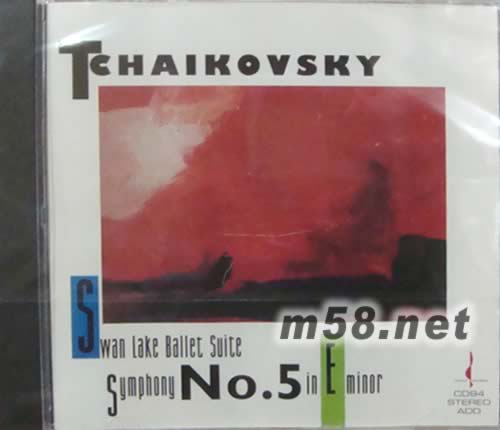 TCHAIKOVSKY
m58.net
Swan Lake Ballet Suite
Symphony No.5 in E minor
CD94
STEREO
ADD